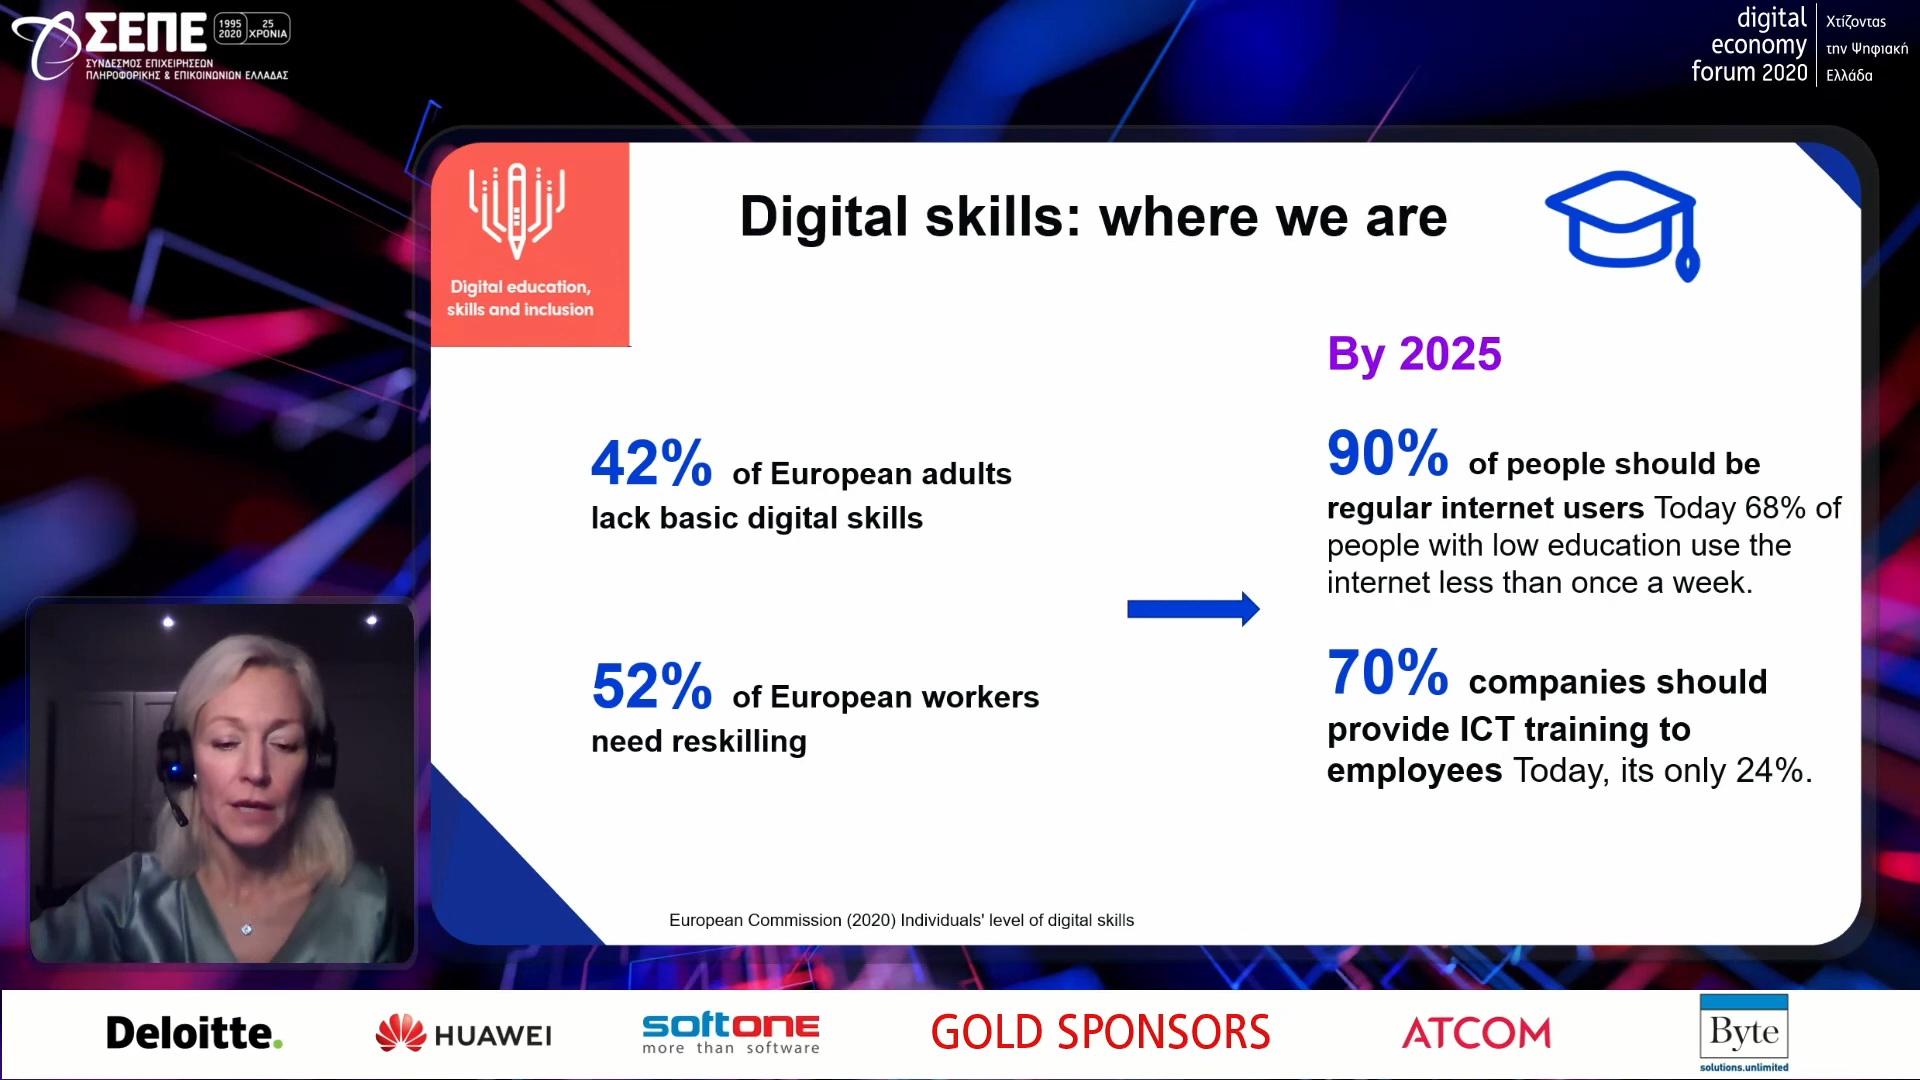 ΣΕΠΕ
1995 2020
25 ΧΡΟΝΙΑ
ΣΥΝΔΕΣΜΟΣ ΕΠΙΧΕΙΡΗΣΕΩΝ
ΠΛΗΡΟΦΟΡΙΚΗΣ & ΕΠΙΚΟΙΝΩΝΙΩΝ ΕΛΛΑΔΑΣ
digital
economy
forum 2020
Χτίζοντας
την Ψηφιακή
Ελλάδα
Digital education,
skills and inclusion
Digital skills: where we are
42% of European adults
lack basic digital skills
52% of European workers
need reskilling
By 2025
90% of people should be
regular internet users Today 68% of
people with low education use the
internet less than once a week.
70% companies should
provide ICT training to
employees Today, its only 24%.
European Commission (2020) Individuals' level of digital skills
Deloitte.
HUAWEI
softone
more than software
GOLD SPONSORS
ATCOM
Byte
solutions.unlimited